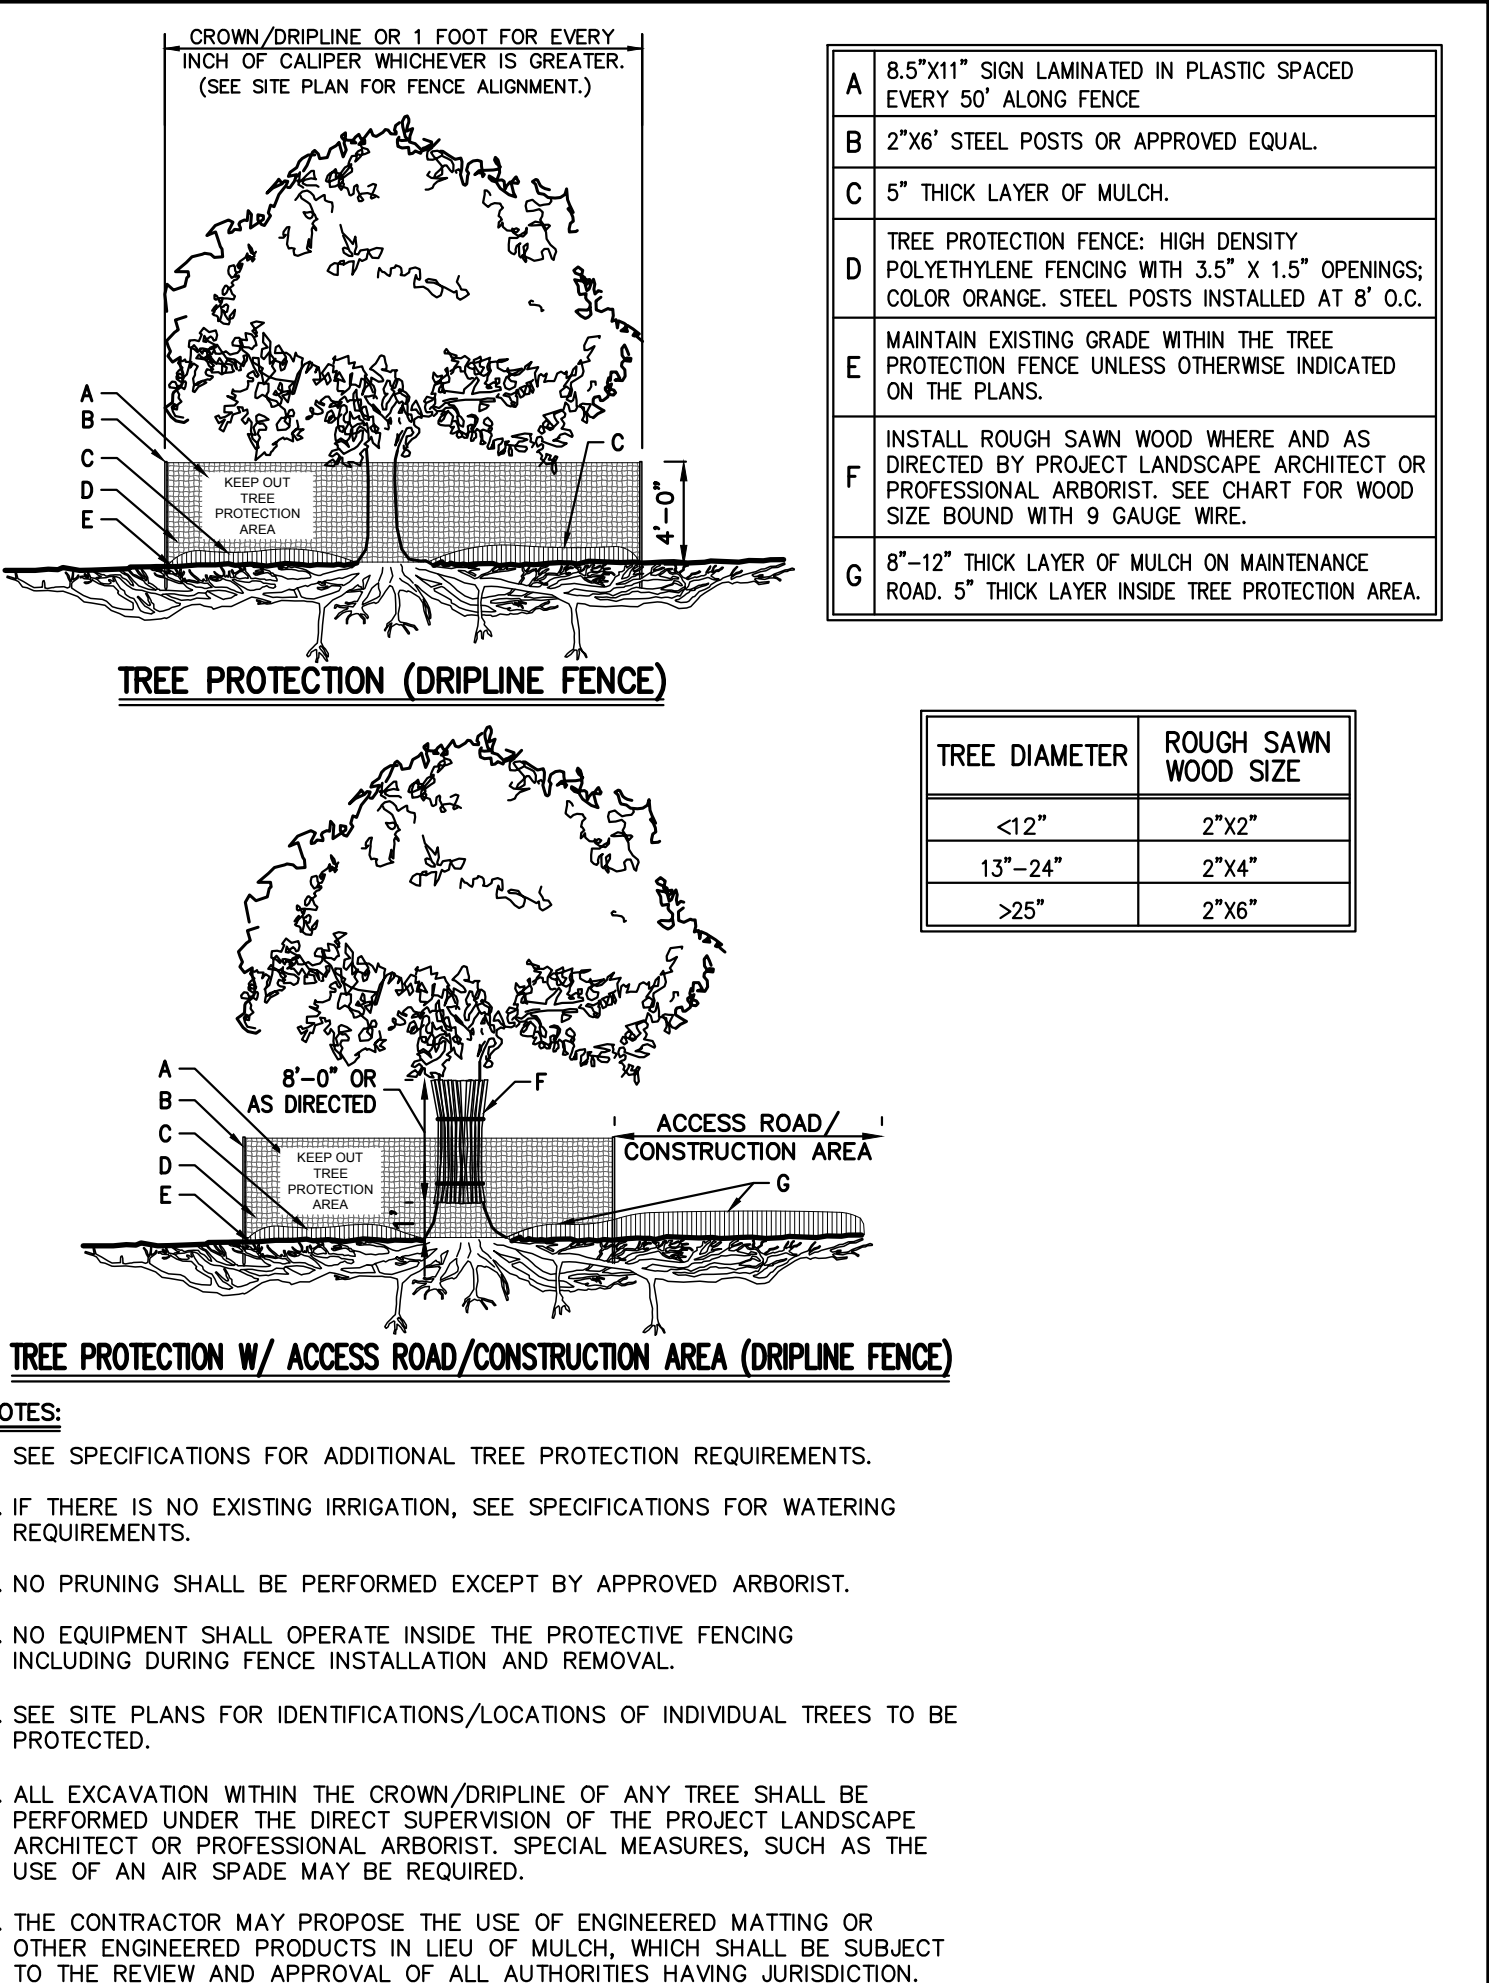 CROWN/DRIPLINE OR 1 FOOT FOR EVERY
INCH OF CALIPER WHICHEVER IS GREATER.
(SEE SITE PLAN FOR FENCE ALIGNMENT.)
A
B
C
D
E
KEEP OUT
TREE
PROTECTION
AREA
C
4'-0"
TREE PROTECTION (DRIPLINE FENCE)
A 8.5"X11" SIGN LAMINATED IN PLASTIC SPACED
EVERY 50' ALONG FENCE
B 2"X6' STEEL POSTS OR APPROVED EQUAL.
C 5" THICK LAYER OF MULCH.
D TREE PROTECTION FENCE: HIGH DENSITY
POLYETHYLENE FENCING WITH 3.5" X 1.5" OPENINGS;
COLOR ORANGE. STEEL POSTS INSTALLED AT 8' O.C.
E MAINTAIN EXISTING GRADE WITHIN THE TREE
PROTECTION FENCE UNLESS OTHERWISE INDICATED
ON THE PLANS.
F INSTALL ROUGH SAWN WOOD WHERE AND AS
DIRECTED BY PROJECT LANDSCAPE ARCHITECT OR
PROFESSIONAL ARBORIST. SEE CHART FOR WOOD
SIZE BOUND WITH 9 GAUGE WIRE.
G 8"-12" THICK LAYER OF MULCH ON MAINTENANCE
ROAD. 5" THICK LAYER INSIDE TREE PROTECTION AREA.
TREE DIAMETER ROUGH SAWN
WOOD SIZE
<12" 2"X2"
13"-24" 2"X4"
>25" 2"X6"
A
B
C
D
E
8'-0" OR
AS DIRECTED
F
KEEP OUT
TREE
PROTECTION
AREA
1'
ACCESS ROAD/
CONSTRUCTION AREA
G
TREE PROTECTION W/ ACCESS ROAD/CONSTRUCTION AREA (DRIPLINE FENCE)
OTES:
SEE SPECIFICATIONS FOR ADDITIONAL TREE PROTECTION REQUIREMENTS.
. IF THERE IS NO EXISTING IRRIGATION, SEE SPECIFICATIONS FOR WATERING
REQUIREMENTS.
. NO PRUNING SHALL BE PERFORMED EXCEPT BY APPROVED ARBORIST.
. NO EQUIPMENT SHALL OPERATE INSIDE THE PROTECTIVE FENCING
INCLUDING DURING FENCE INSTALLATION AND REMOVAL.
. SEE SITE PLANS FOR IDENTIFICATIONS/LOCATIONS OF INDIVIDUAL TREES TO BE
PROTECTED.
. ALL EXCAVATION WITHIN THE CROWN/DRIPLINE OF ANY TREE SHALL BE
PERFORMED UNDER THE DIRECT SUPERVISION OF THE PROJECT LANDSCAPE
ARCHITECT OR PROFESSIONAL ARBORIST. SPECIAL MEASURES, SUCH AS THE
USE OF AN AIR SPADE MAY BE REQUIRED.
. THE CONTRACTOR MAY PROPOSE THE USE OF ENGINEERED MATTING OR
OTHER ENGINEERED PRODUCTS IN LIEU OF MULCH, WHICH SHALL BE SUBJECT
TO THE REVIEW AND APPROVAL OF ALL AUTHORITIES HAVING JURISDICTION.